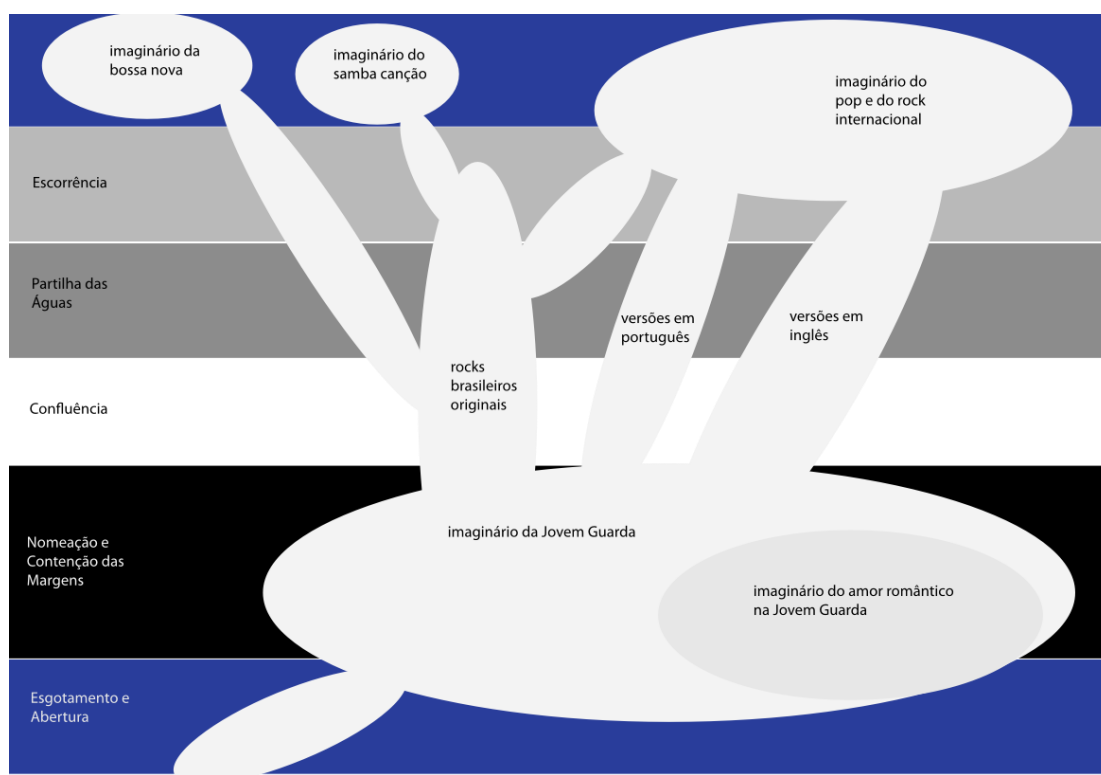 imaginário da
bossa nova
imaginário do
samba canção
imaginário do
pop e do rock
internacional
Escorrência
Partilha das
Águas
versões em
português
versões em
inglês
rocks
brasileiros
originais
Confluência
imaginário da Jovem Guarda
Nomeação e
Contenção das
Margens
imaginário do amor romântico
na Jovem Guarda
Esgotamento e
Abertura